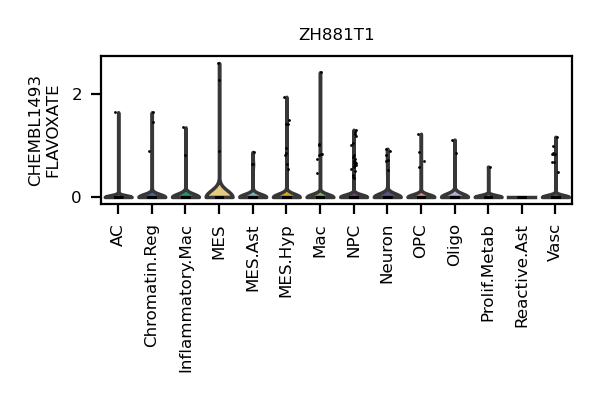 ZH881T1
CHEMBL1493
FLAVOXATE
2
0
AC
Chromatin.Reg
Inflammatory.Mac
MES
MES.Ast
MES.Hyp
Mac
NPC
Neuron
OPC
Oligo
Prolif.Metab
Reactive.Ast
Vasc